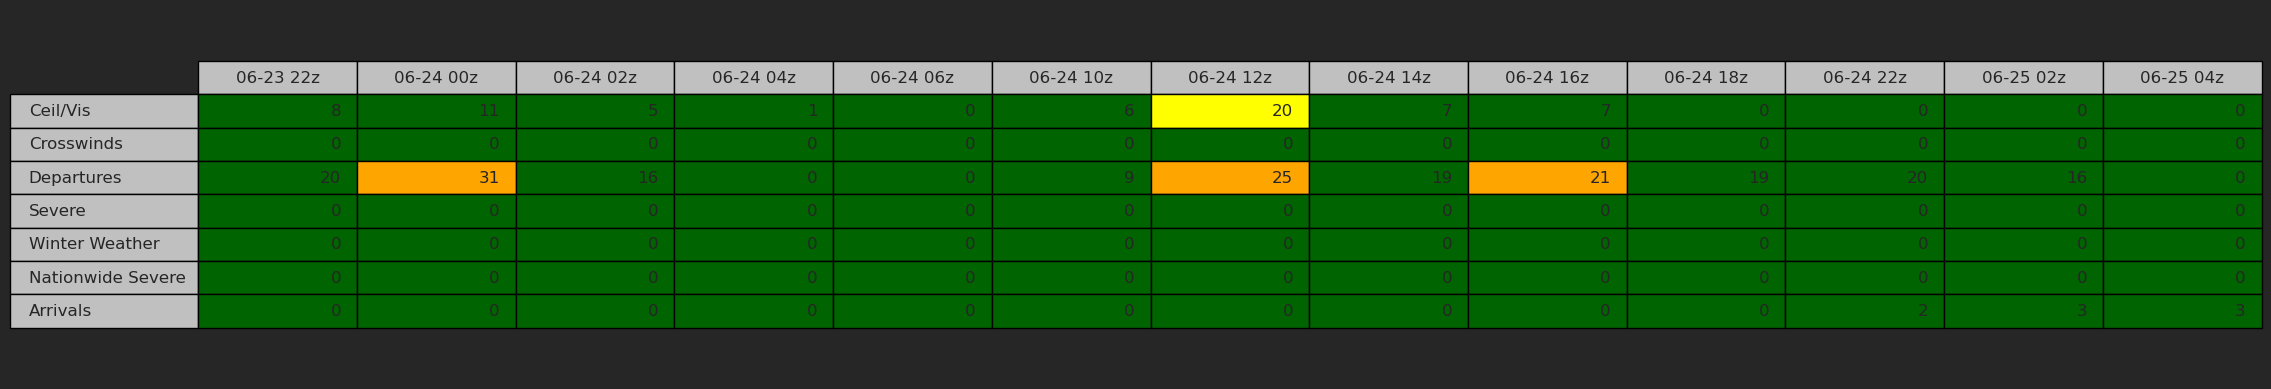 06-23 22z 06-24 00z 06-24 02z 06-24 04z 06-24 06z 06-24 10z 06-24 12z 06-24 14z 06-24 16z 06-24 18z 06-24 22z 06-25 02z 06-25 04z
Ceil/Vis 8 11 5 1 0 6 20 7 7 0 0 0 0
Crosswinds 0 0 0 0 0 0 0 0 0 0 0 0 0
Departures 20 31 16 0 0 9 25 19 21 19 20 16 0
Severe 0 0 0 0 0 0 0 0 0 0 0 0 0
Winter Weather 0 0 0 0 0 0 0 0 0 0 0 0 0
Nationwide Severe 0 0 0 0 0 0 0 0 0 0 0 0 0
Arrivals 0 0 0 0 0 0 0 0 0 0 2 3 3